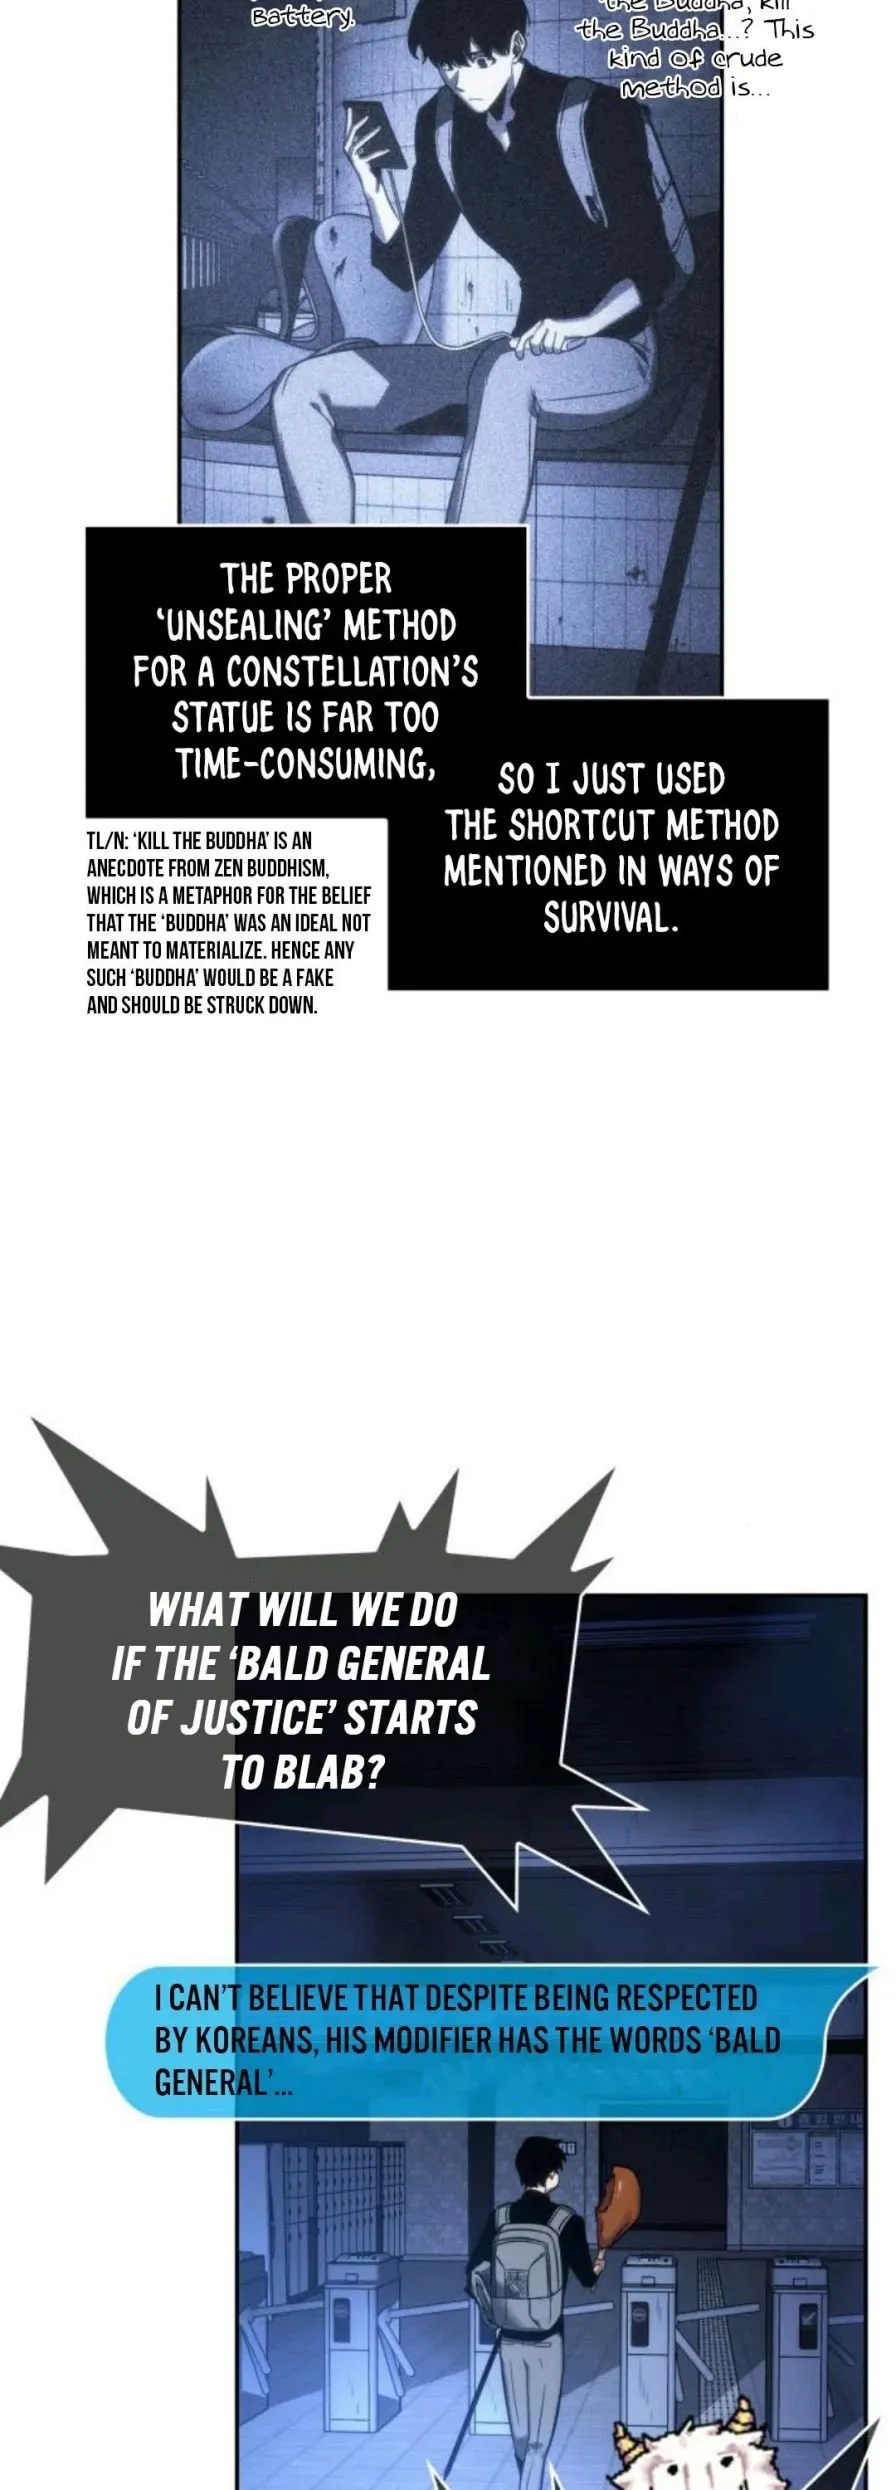 Battery.
the Buddha, kill
the Buddha...? This
kind of crude
method is...
THE PROPER
‘UNSEALING’ METHOD
FOR A CONSTELLATION’S
STATUE IS FAR TOO
TIME-CONSUMING,
SO I JUST USED
THE SHORTCUT METHOD
MENTIONED IN WAYS OF
SURVIVAL.
TL/N: ‘KILL THE BUDDHA’ IS AN
ANECDOTE FROM ZEN BUDDHISM,
WHICH IS A METAPHOR FOR THE BELIEF
THAT THE ‘BUDDHA’ WAS AN IDEAL NOT
MEANT TO MATERIALIZE. HENCE ANY
SUCH ‘BUDDHA’ WOULD BE A FAKE
AND SHOULD BE STRUCK DOWN.
WHAT WILL WE DO
IF THE ‘BALD GENERAL
OF JUSTICE’ STARTS
TO BLAB?
I CAN’T BELIEVE THAT DESPITE BEING RESPECTED
BY KOREANS, HIS MODIFIER HAS THE WORDS ‘BALD
GENERAL’...